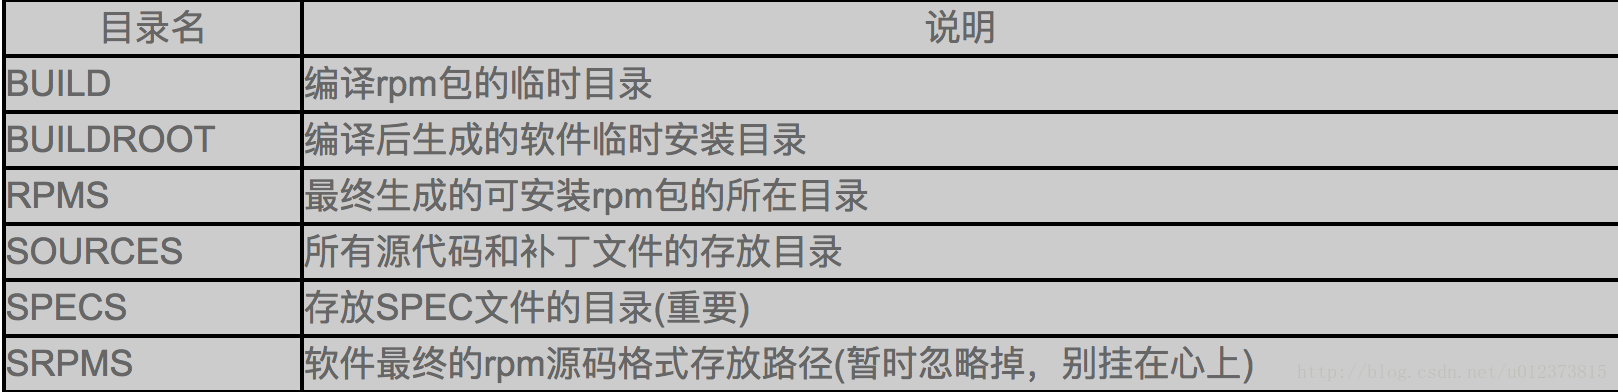 目录名 说明
BUILD 编译rpm包的临时目录
BUILDROOT 编译后生成的软件临时安装目录
RPMS 最终生成的可安装rpm包的所在目录
SOURCES 所有源代码和补丁文件的存放目录
SPECS 存放SPEC文件的目录(重要)
SRPMS 软件最终的rpm源码格式存放路径(暂时忽略掉，别挂在心上)
http://blog.csdn.net/u012373815